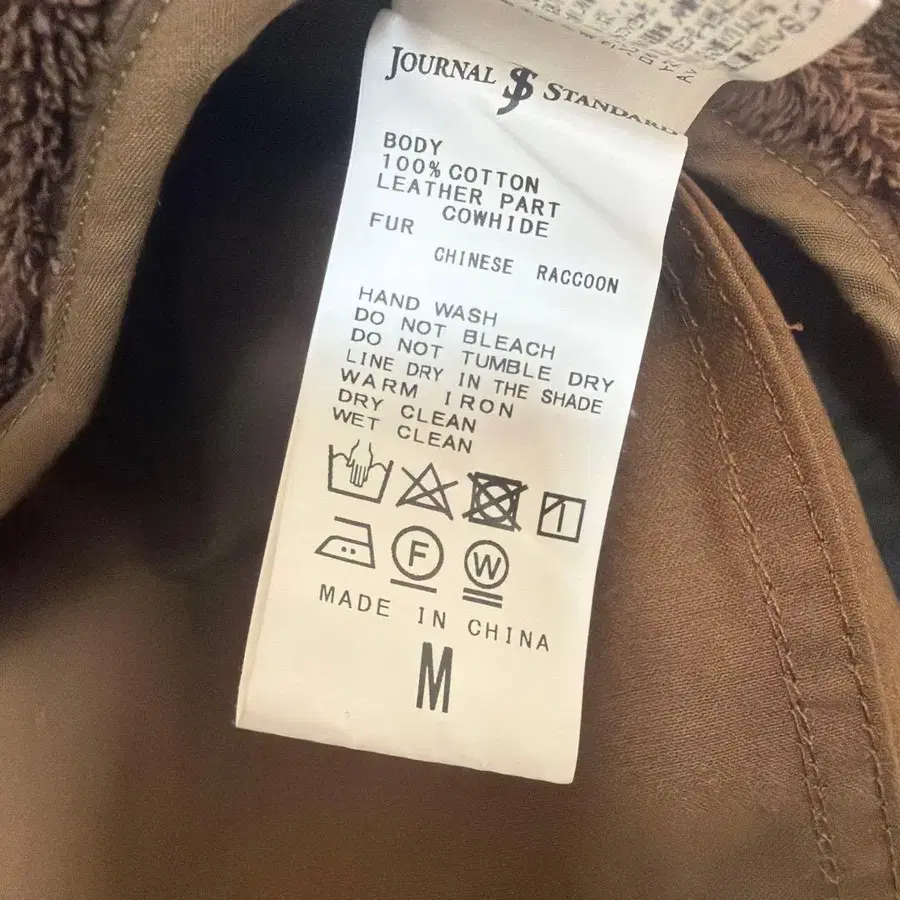 JOURNAL JS STANDARD
BODY
100% COTTON
LEATHER PART
COWHIDE
FUR
CHINESE RACCOON
HAND WASH
DO NOT BLEACH
DO NOT TUMBLE DRY
LINE DRY IN THE SHADE
WARM IRON
DRY CLEAN
WET CLEAN
F W
MADE IN CHINA
M